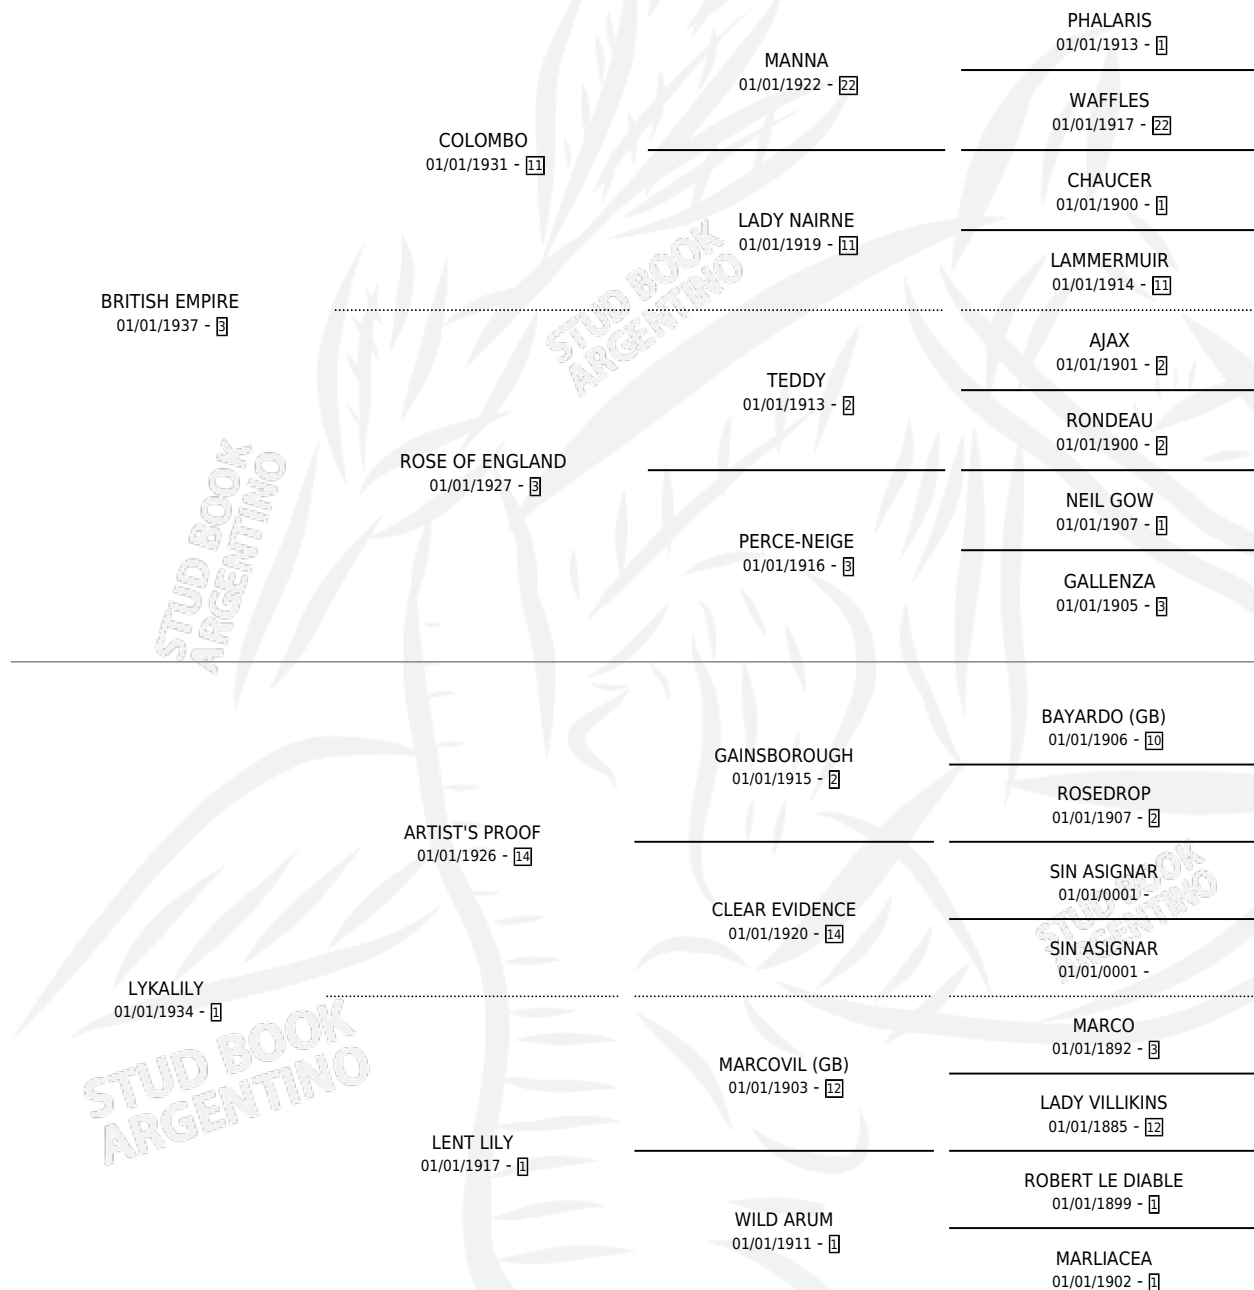 PHALARIS
01/01/1913 - 1
MANNA
01/01/1922 - 22
WAFFLES
01/01/1917 - 22
COLOMBO
01/01/1931 - 11
CHAUCER
01/01/1900 - 1
LADY NAIRNE
01/01/1919 - 11
LAMMERMUIR
01/01/1914 - 11
BRITISH EMPIRE
01/01/1937 - 3
AJAX
01/01/1901 - 2
TEDDY
01/01/1913 - 2
RONDEAU
01/01/1900 - 2
ROSE OF ENGLAND
01/01/1927 - 3
NEIL GOW
01/01/1907 - 1
PERCE-NEIGE
01/01/1916 - 3
GALLENZA
01/01/1905 - 3
BAYARDO (GB)
01/01/1906 - 10
GAINSBOROUGH
01/01/1915 - 2
ROSEDROP
01/01/1907 - 2
ARTIST'S PROOF
01/01/1926 - 14
SIN ASIGNAR
01/01/0001 -
CLEAR EVIDENCE
01/01/1920 - 14
SIN ASIGNAR
01/01/0001 -
LYKALILY
01/01/1934 - 1
MARCO
01/01/1892 - 3
MARCOVIL (GB)
01/01/1903 - 12
LADY VILLIKINS
01/01/1885 - 12
LENT LILY
01/01/1917 - 1
ROBERT LE DIABLE
01/01/1899 - 1
WILD ARUM
01/01/1911 - 1
MARLIACEA
01/01/1902 - 1
STUD BOOK
ARGENTINO
STUD BOOK
ARGENTINO
STUD BOOK
ARGENTINO
STUD BOOK
ARGENTINO